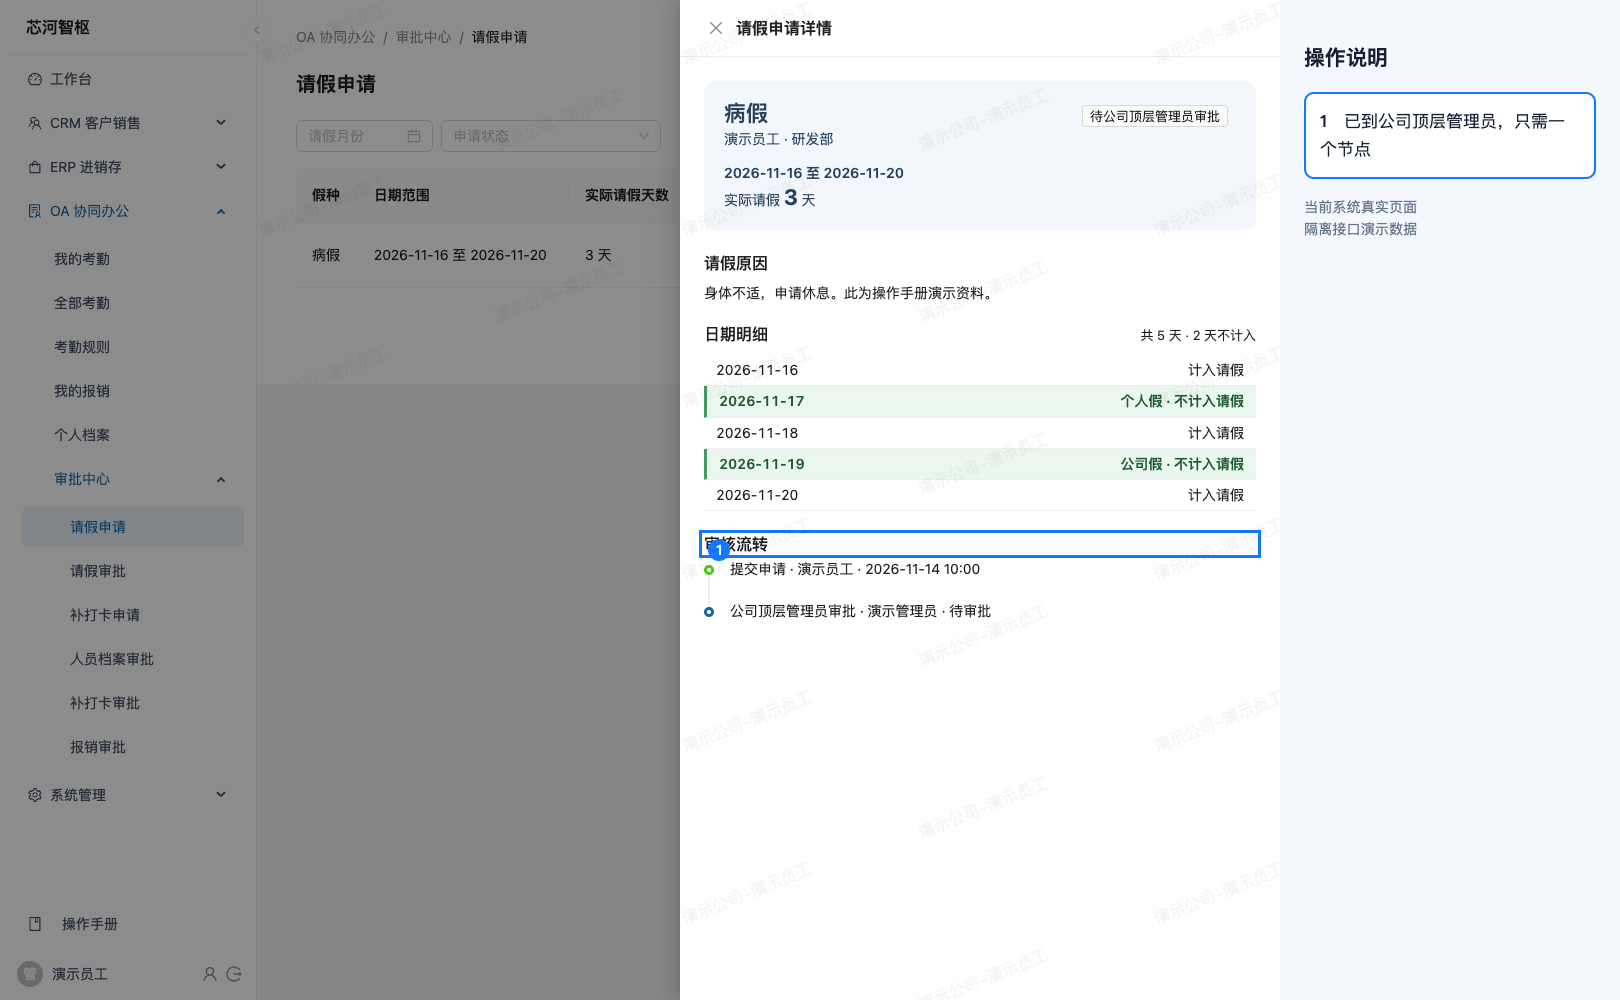 芯河智枢
工作台
CRM 客户销售
ERP 进销存
OA 协同办公
我的考勤
全部考勤
考勤规则
我的报销
个人档案
审批中心
请假申请
请假审批
补打卡申请
人员档案审批
补打卡审批
报销审批
系统管理
操作手册
管 演示员工
OA 协同办公 / 审批中心 / 请假申请
请假申请
请假月份 申请状态
假种 日期范围 实际请假天数
病假 2026-11-16 至 2026-11-20 3 天
请假申请详情
病假 待公司顶层管理员审批
演示员工 · 研发部
2026-11-16 至 2026-11-20
实际请假 3 天
请假原因
身体不适，申请休息。此为操作手册演示资料。
日期明细 共 5 天 · 2 天不计入
2026-11-16 计入请假
2026-11-17 个人假 · 不计入请假
2026-11-18 计入请假
2026-11-19 公司假 · 不计入请假
2026-11-20 计入请假
审核流转
1
提交申请 · 演示员工 · 2026-11-14 10:00
公司顶层管理员审批 · 演示管理员 · 待审批
操作说明
1 已到公司顶层管理员，只需一
个节点
当前系统真实页面
隔离接口演示数据
演示公司-演示员工